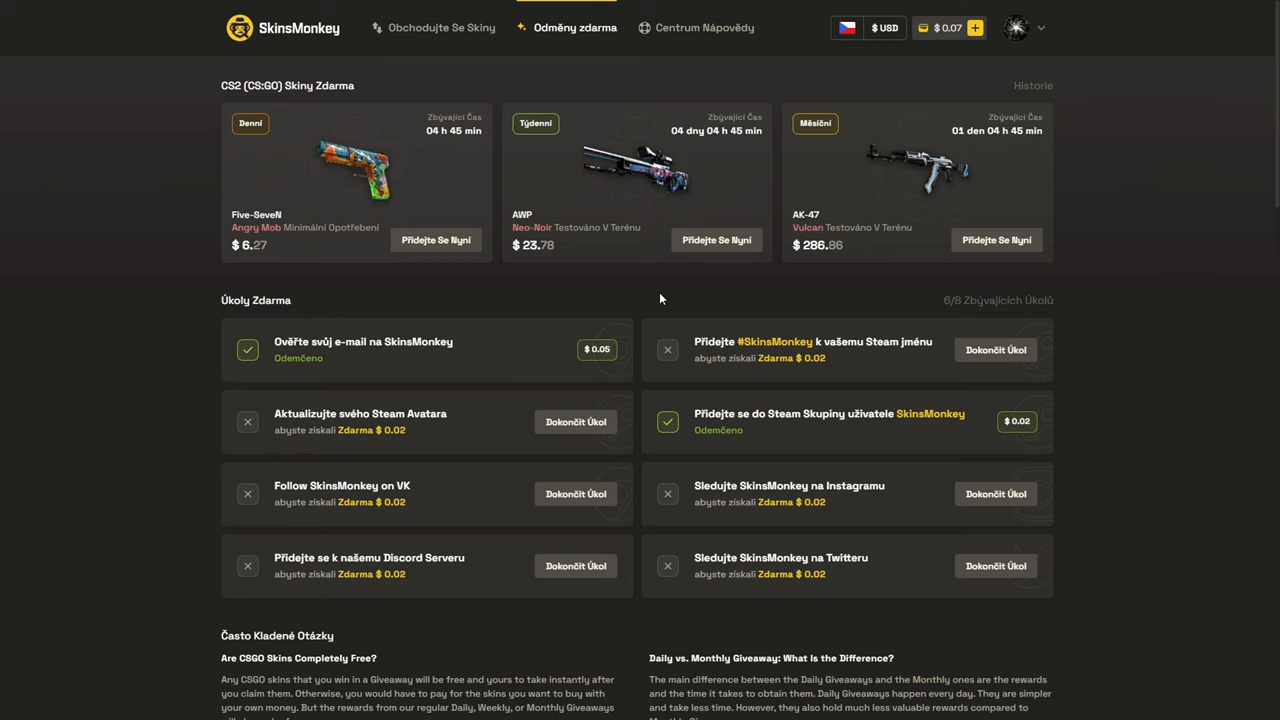 SkinsMonkey
Obchodujte Se Skiny
Odměny zdarma
Centrum Nápovědy
$ USD
$ 0.07
CS2 (CS:GO) Skiny Zdarma
Historie
Denní
Zbývající Čas
04 h 45 min
Five-SeveN
Angry Mob Minimální Opotřebení
$ 6.27
Přidejte Se Nyní
Týdenní
Zbývající Čas
04 dny 04 h 45 min
AWP
Neo-Noir Testováno V Terénu
$ 23.78
Přidejte Se Nyní
Měsíční
Zbývající Čas
01 den 04 h 45 min
AK-47
Vulcan Testováno V Terénu
$ 286.86
Přidejte Se Nyní
Úkoly Zdarma
6/8 Zbývajících Úkolů
Ověřte svůj e-mail na SkinsMonkey
Odemčeno
$ 0.05
Přidejte #SkinsMonkey k vašemu Steam jménu
abyste získali Zdarma $ 0.02
Dokončit Úkol
Aktualizujte svého Steam Avatara
abyste získali Zdarma $ 0.02
Dokončit Úkol
Přidejte se do Steam Skupiny uživatele SkinsMonkey
Odemčeno
$ 0.02
Follow SkinsMonkey on VK
abyste získali Zdarma $ 0.02
Dokončit Úkol
Sledujte SkinsMonkey na Instagramu
abyste získali Zdarma $ 0.02
Dokončit Úkol
Přidejte se k našemu Discord Serveru
abyste získali Zdarma $ 0.02
Dokončit Úkol
Sledujte SkinsMonkey na Twitteru
abyste získali Zdarma $ 0.02
Dokončit Úkol
Často Kladené Otázky
Are CSGO Skins Completely Free?
Any CSGO skins that you win in a Giveaway will be free and yours to take instantly after
you claim them. Otherwise, you would have to pay for the skins you want to buy with
your own money. But the rewards from our regular Daily, Weekly, or Monthly Giveaways
Daily vs. Monthly Giveaway: What Is the Difference?
The main difference between the Daily Giveaways and the Monthly ones are the rewards
and the time it takes to obtain them. Daily Giveaways happen every day. They are simpler
and take less time. However, they also hold much less valuable rewards compared to